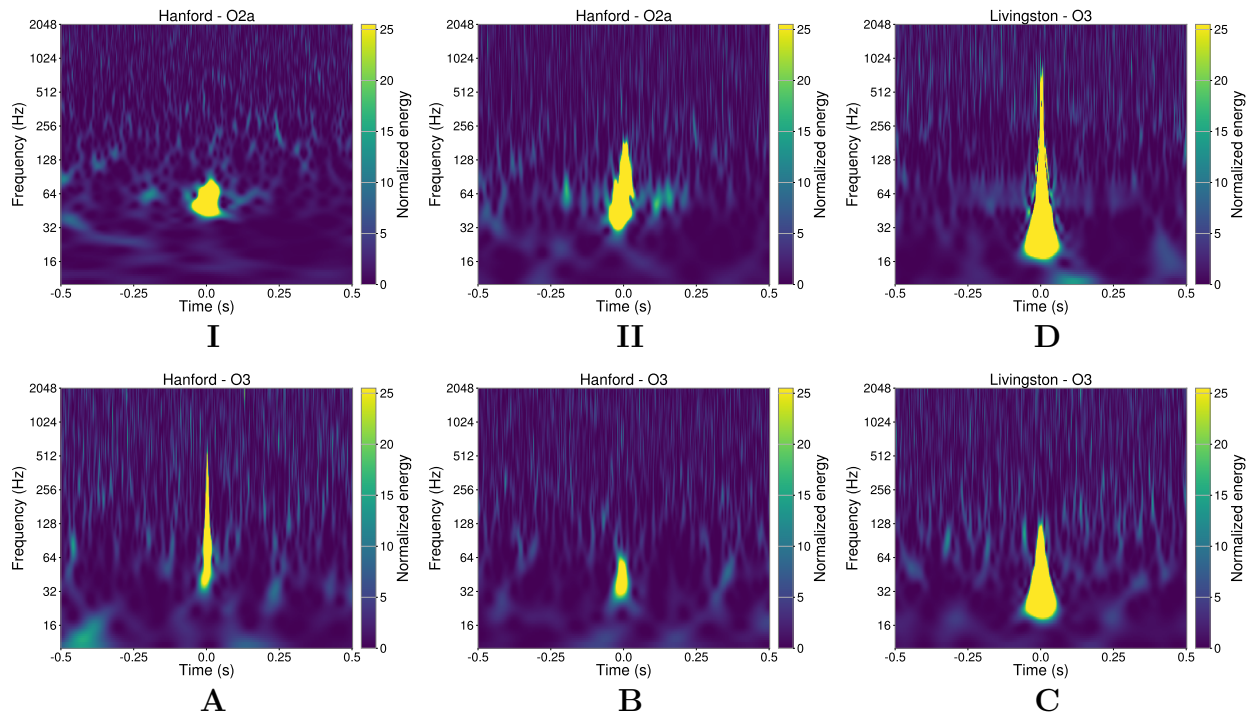 Hanford - O2a
2048
1024
512
256
128
64
32
16
Frequency (Hz)
-0.5 -0.25 0.0 0.25 0.5
Time (s)
25
20
15
10
5
0
Normalized energy
I
Hanford - O2a
2048
1024
512
256
128
64
32
16
Frequency (Hz)
-0.5 -0.25 0.0 0.25 0.5
Time (s)
25
20
15
10
5
0
Normalized energy
II
Livingston - O3
2048
1024
512
256
128
64
32
16
Frequency (Hz)
-0.5 -0.25 0.0 0.25 0.5
Time (s)
25
20
15
10
5
0
Normalized energy
D
Hanford - O3
2048
1024
512
256
128
64
32
16
Frequency (Hz)
-0.5 -0.25 0.0 0.25 0.5
Time (s)
25
20
15
10
5
0
Normalized energy
A
Hanford - O3
2048
1024
512
256
128
64
32
16
Frequency (Hz)
-0.5 -0.25 0.0 0.25 0.5
Time (s)
25
20
15
10
5
0
Normalized energy
B
Livingston - O3
2048
1024
512
256
128
64
32
16
Frequency (Hz)
-0.5 -0.25 0.0 0.25 0.5
Time (s)
25
20
15
10
5
0
Normalized energy
C